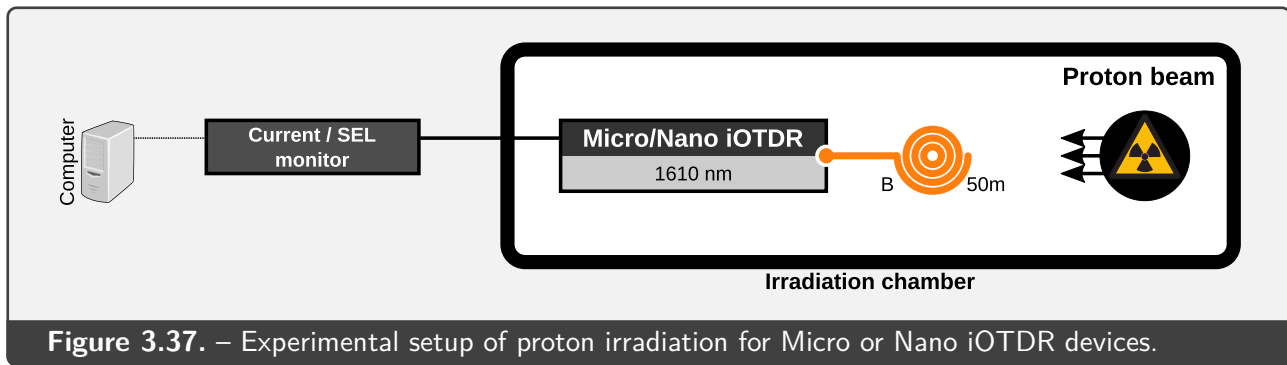 Computer
Current / SEL
monitor
Micro/Nano iOTDR
1610 nm
B
50m
Proton beam
Irradiation chamber
Figure 3.37. – Experimental setup of proton irradiation for Micro or Nano iOTDR devices.